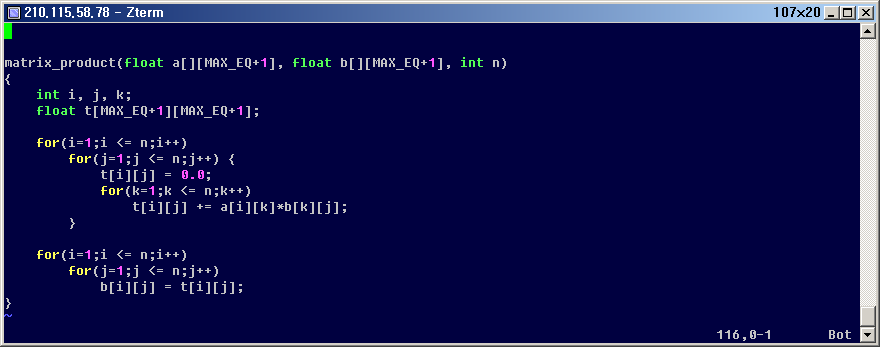 210.115.58.78 - Zterm 107×20
matrix_product(float a[][MAX_EQ+1], float b[][MAX_EQ+1], int n)
{
    int i, j, k;
    float t[MAX_EQ+1][MAX_EQ+1];
    for(i=1;i <= n;i++)
        for(j=1;j <= n;j++) {
            t[i][j] = 0.0;
            for(k=1;k <= n;k++)
                t[i][j] += a[i][k]*b[k][j];
        }
    for(i=1;i <= n;i++)
        for(j=1;j <= n;j++)
            b[i][j] = t[i][j];
}
~
116,0-1 Bot